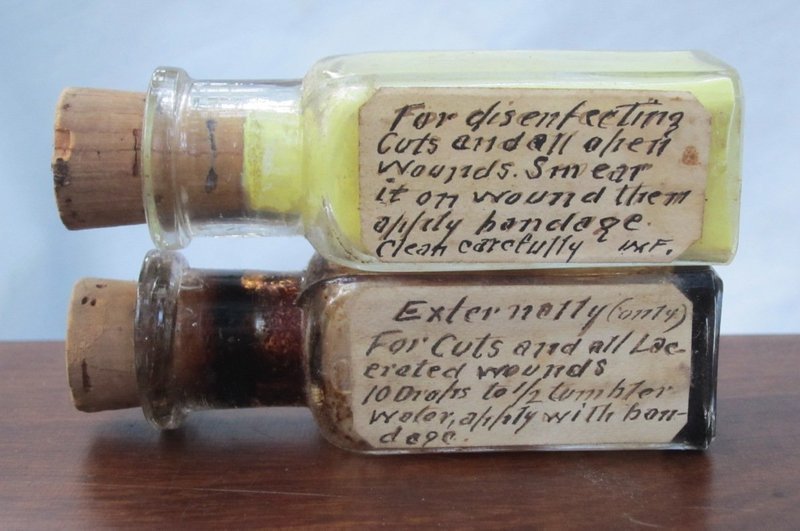 For disenfecting
Cuts and all open
Wounds. Smear
it on wound them
apply bandage.
Clean carefully W.F.
Externally (only)
For Cuts and all Lac-
erated wounds
10 Drops to 1/2 tumbler
Water, apply with ban-
dage.